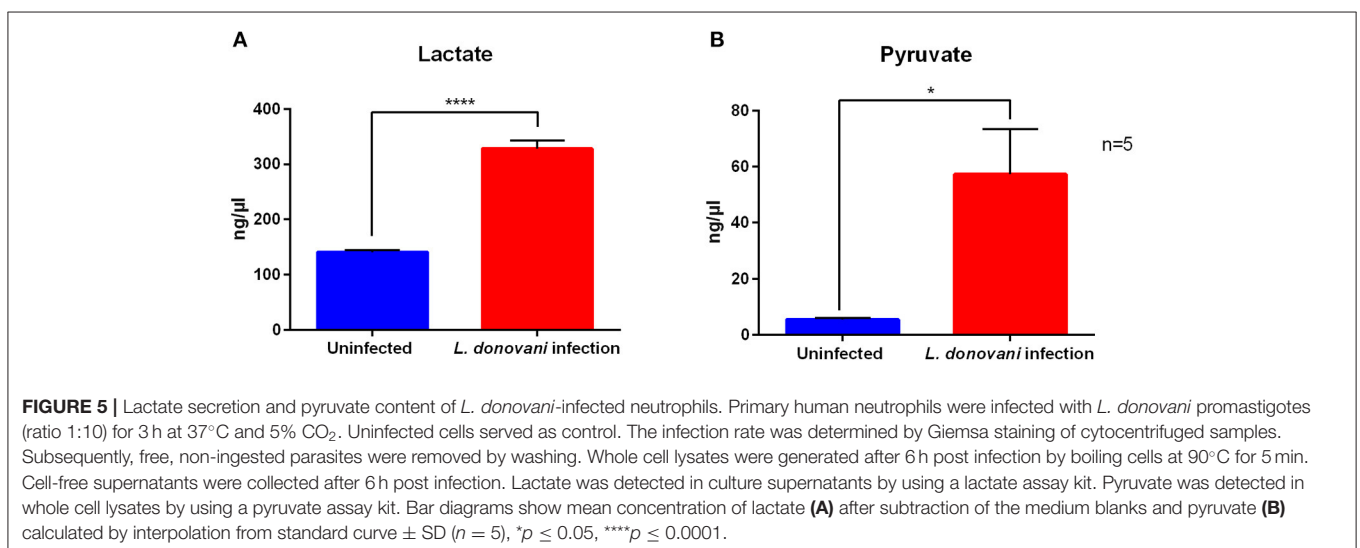 A
Lactate
400
300
200
100
0
ng/µl
****
Uninfected
L. donovani infection
B
Pyruvate
80
60
40
20
0
ng/µl
*
n=5
Uninfected
L. donovani infection
FIGURE 5 | Lactate secretion and pyruvate content of L. donovani-infected neutrophils. Primary human neutrophils were infected with L. donovani promastigotes
(ratio 1:10) for 3 h at 37°C and 5% CO₂. Uninfected cells served as control. The infection rate was determined by Giemsa staining of cytocentrifuged samples.
Subsequently, free, non-ingested parasites were removed by washing. Whole cell lysates were generated after 6 h post infection by boiling cells at 90°C for 5 min.
Cell-free supernatants were collected after 6 h post infection. Lactate was detected in culture supernatants by using a lactate assay kit. Pyruvate was detected in
whole cell lysates by using a pyruvate assay kit. Bar diagrams show mean concentration of lactate (A) after subtraction of the medium blanks and pyruvate (B)
calculated by interpolation from standard curve ± SD (n = 5), *p ≤ 0.05, ****p ≤ 0.0001.